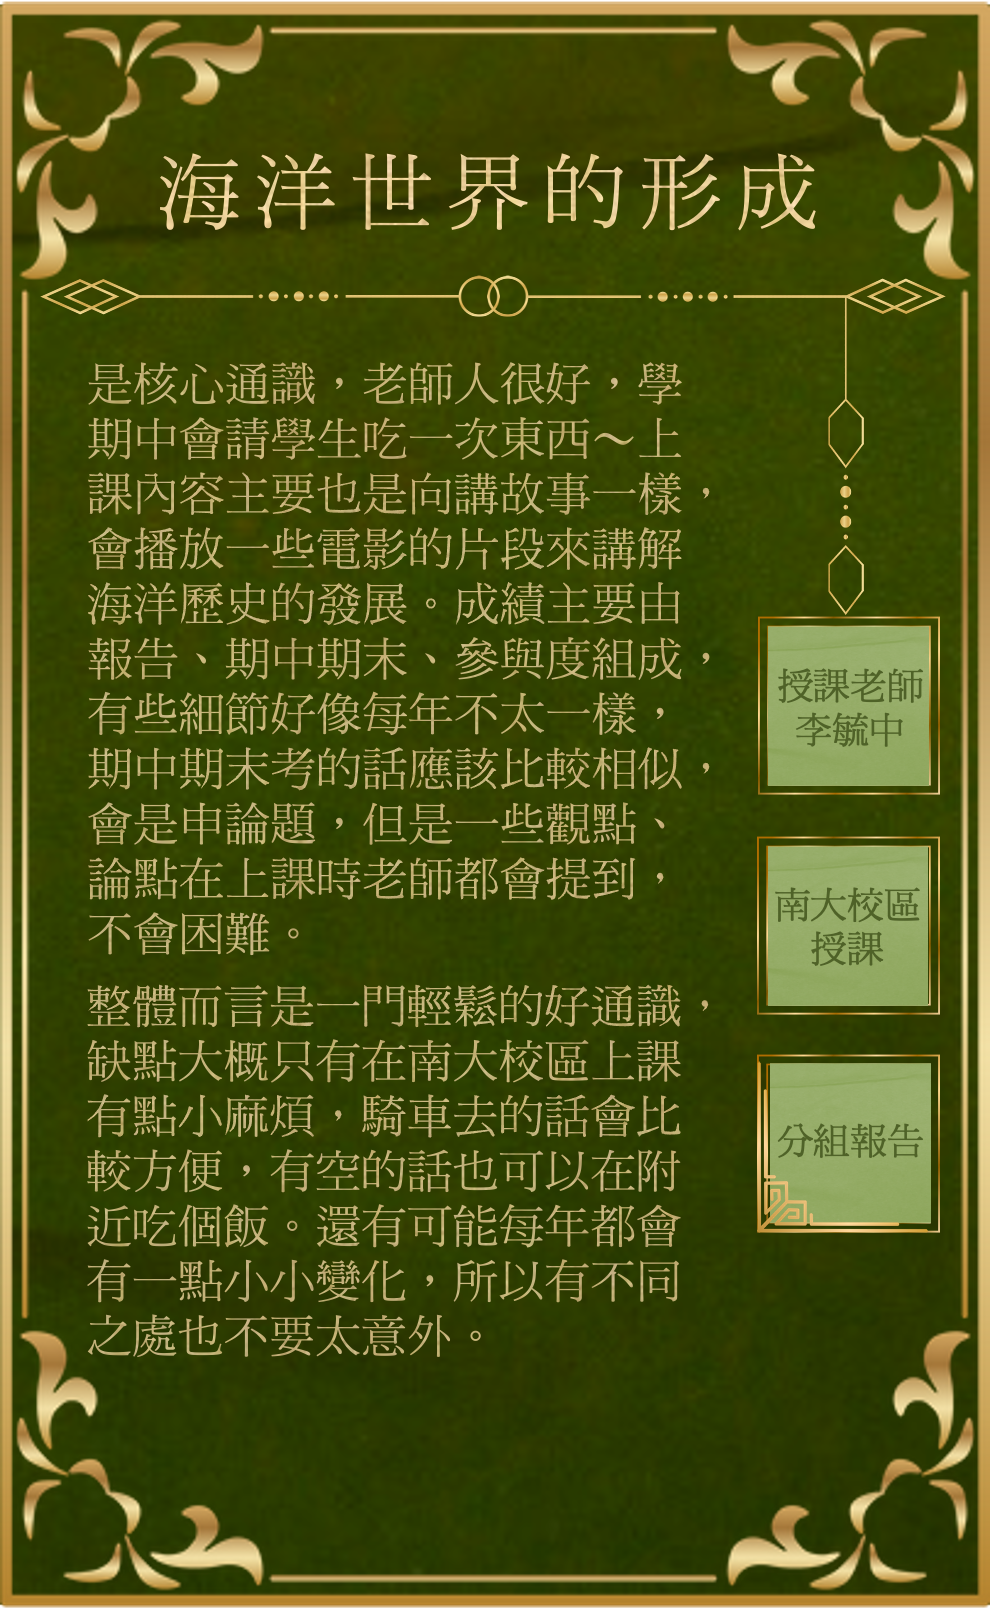 海洋世界的形成
是核心通識，老師人很好，學
期中會請學生吃一次東西～上
課內容主要也是向講故事一樣，
會播放一些電影的片段來講解
海洋歷史的發展。成績主要由
報告、期中期末、參與度組成，
有些細節好像每年不太一樣，
期中期末考的話應該比較相似，
會是申論題，但是一些觀點、
論點在上課時老師都會提到，
不會困難。
整體而言是一門輕鬆的好通識，
缺點大概只有在南大校區上課
有點小麻煩，騎車去的話會比
較方便，有空的話也可以在附
近吃個飯。還有可能每年都會
有一點小小變化，所以有不同
之處也不要太意外。
授課老師
李毓中
南大校區
授課
分組報告